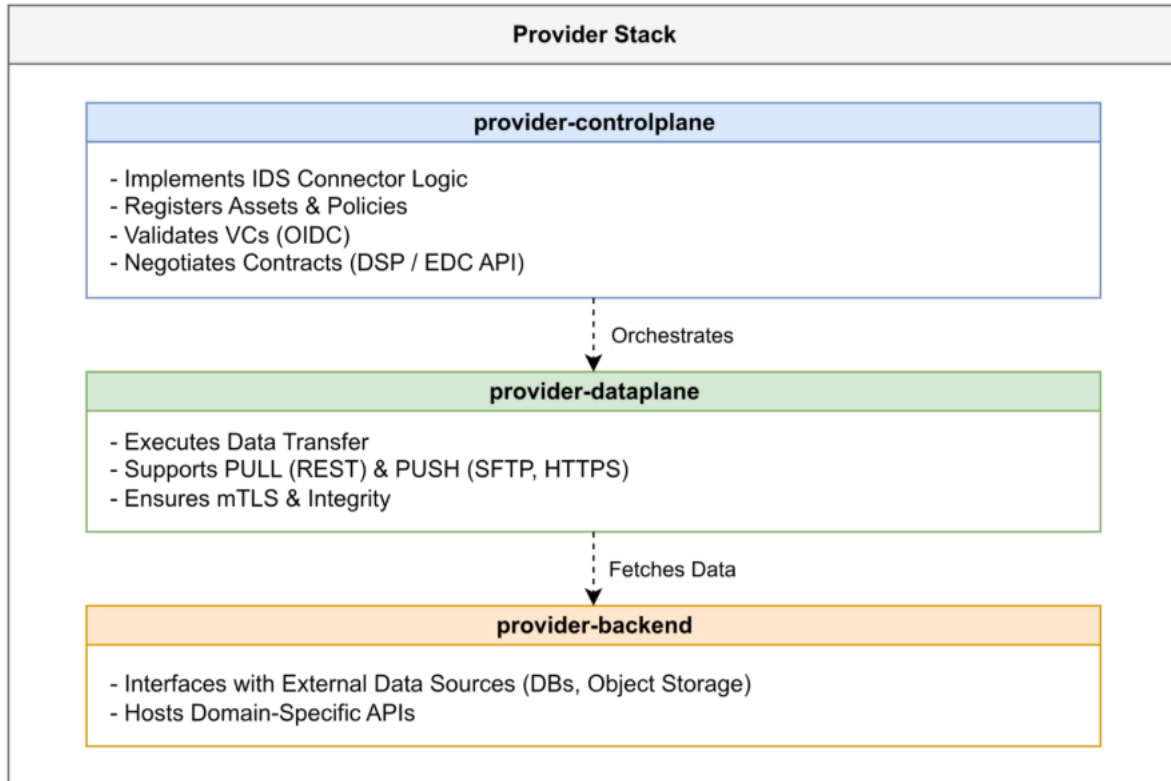 Provider Stack
provider-controlplane
- Implements IDS Connector Logic
- Registers Assets & Policies
- Validates VCs (OIDC)
- Negotiates Contracts (DSP / EDC API)
Orchestrates
provider-dataplane
- Executes Data Transfer
- Supports PULL (REST) & PUSH (SFTP, HTTPS)
- Ensures mTLS & Integrity
Fetches Data
provider-backend
- Interfaces with External Data Sources (DBs, Object Storage)
- Hosts Domain-Specific APIs